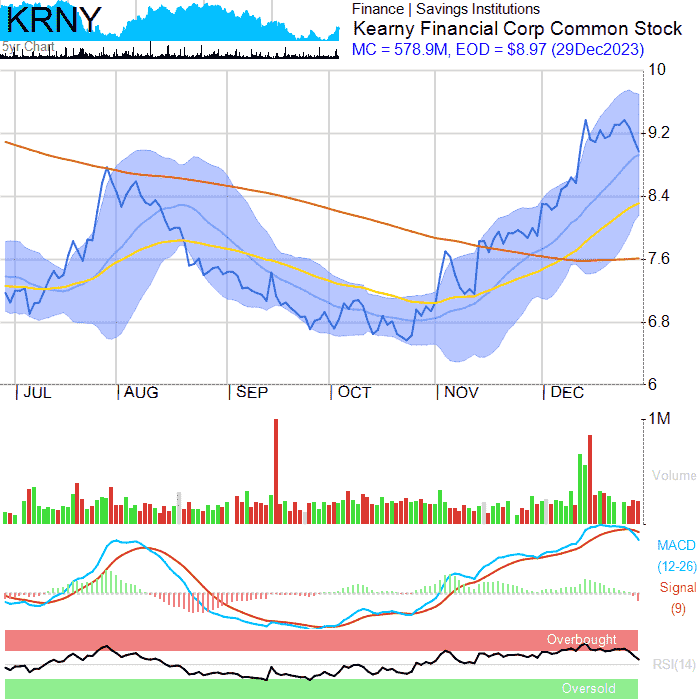 KRNY
5yr Chart
Finance | Savings Institutions
Kearny Financial Corp Common Stock
MC = 578.9M, EOD = $8.97 (29Dec2023)
10
9.2
8.4
7.6
6.8
6
JUL AUG SEP OCT NOV DEC
1M
Volume
MACD
(12-26)
Signal
(9)
Overbought
RSI(14)
Oversold